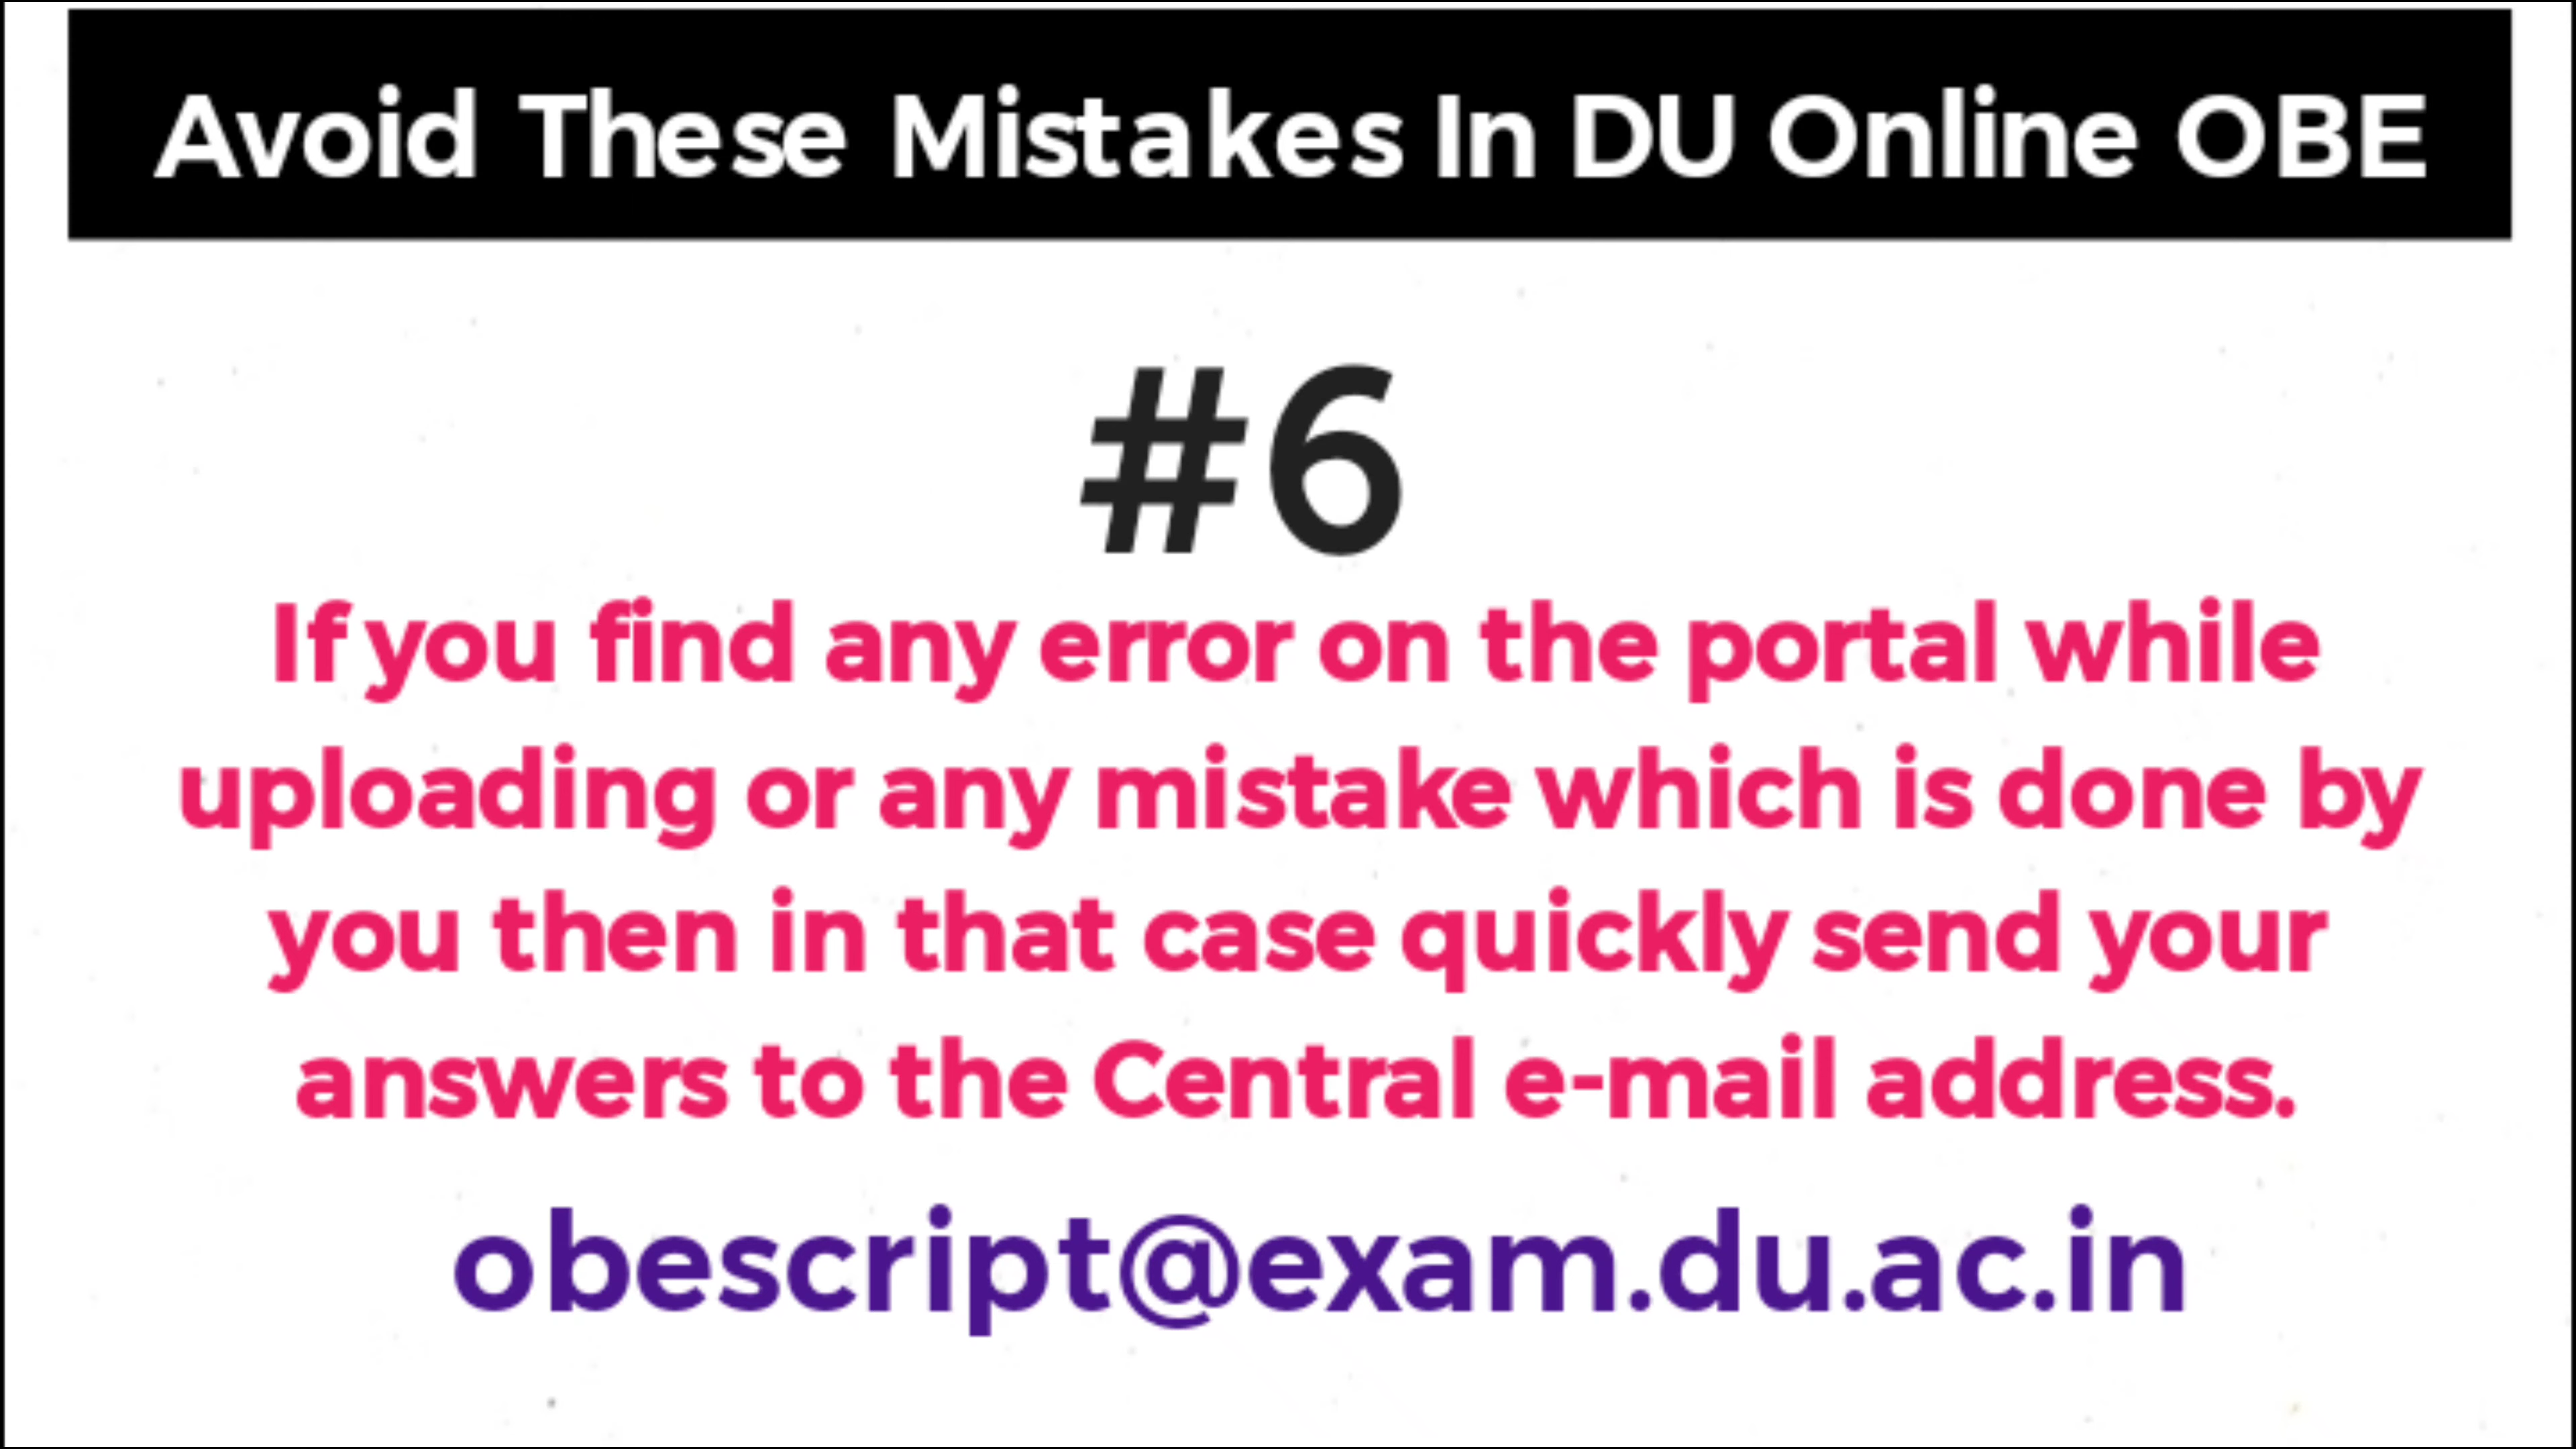 Avoid These Mistakes In DU Online OBE
#6
If you find any error on the portal while
uploading or any mistake which is done by
you then in that case quickly send your
answers to the Central e-mail address.
obescript@exam.du.ac.in